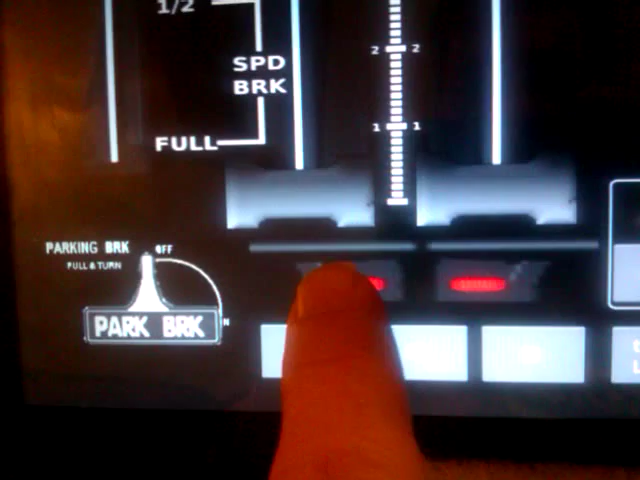 1/2
SPD
BRK
FULL
2 2
1 1
PARKING BRK
OFF
PULL & TURN
PARK BRK
N